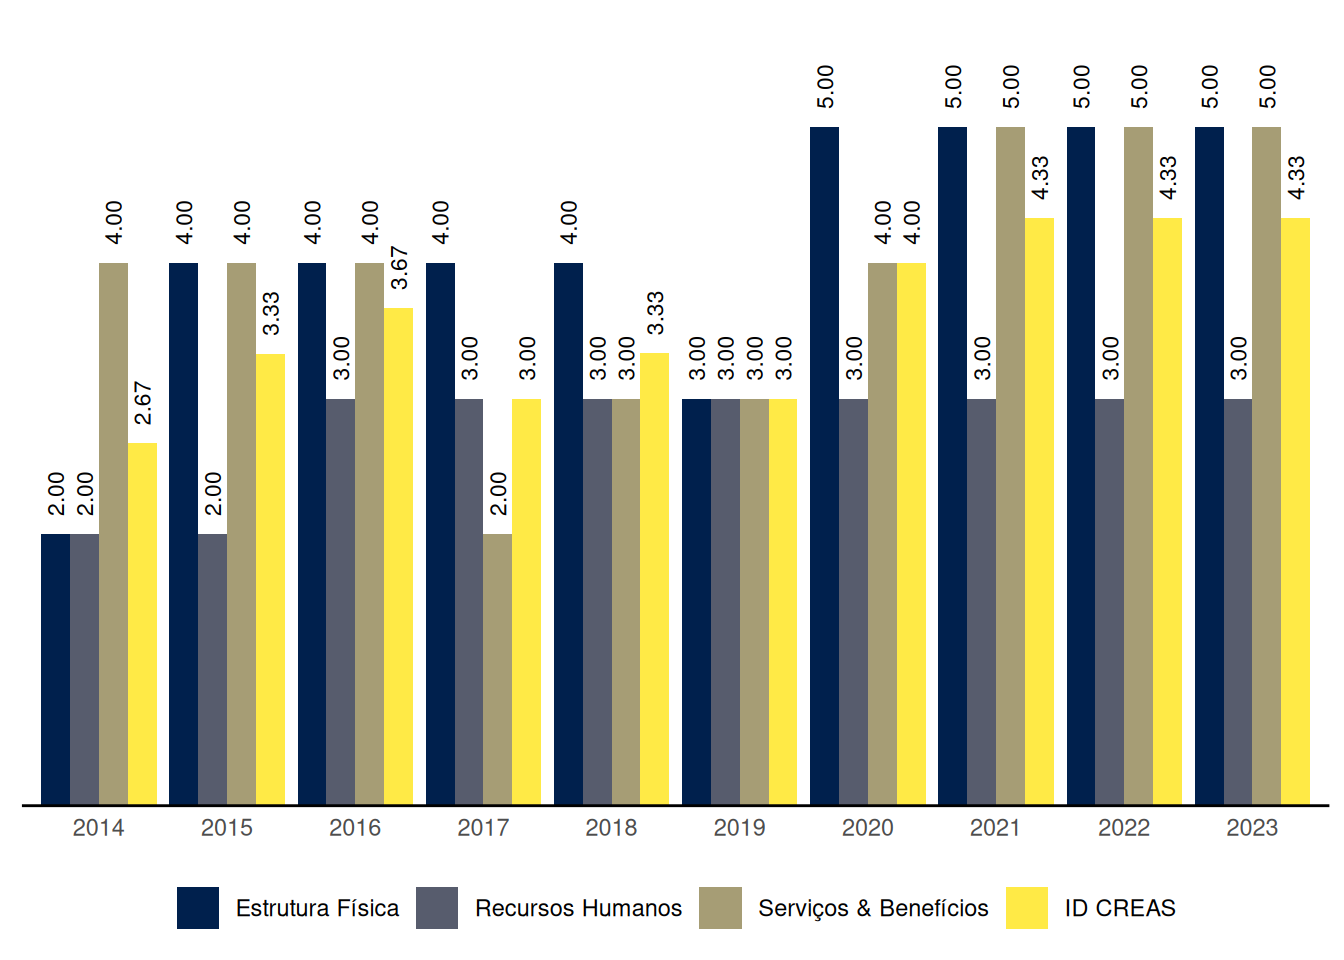 2.00 2.00 4.00 2.67 4.00 2.00 4.00 3.33 4.00 3.00 4.00 3.67 4.00 3.00 2.00 3.00 4.00 3.00 3.00 3.33 3.00 3.00 3.00 3.00 5.00 3.00 4.00 4.00 5.00 3.00 5.00 4.33 5.00 3.00 5.00 4.33 5.00 3.00 5.00 4.33
2014 2015 2016 2017 2018 2019 2020 2021 2022 2023
Estrutura Física Recursos Humanos Serviços & Benefícios ID CREAS